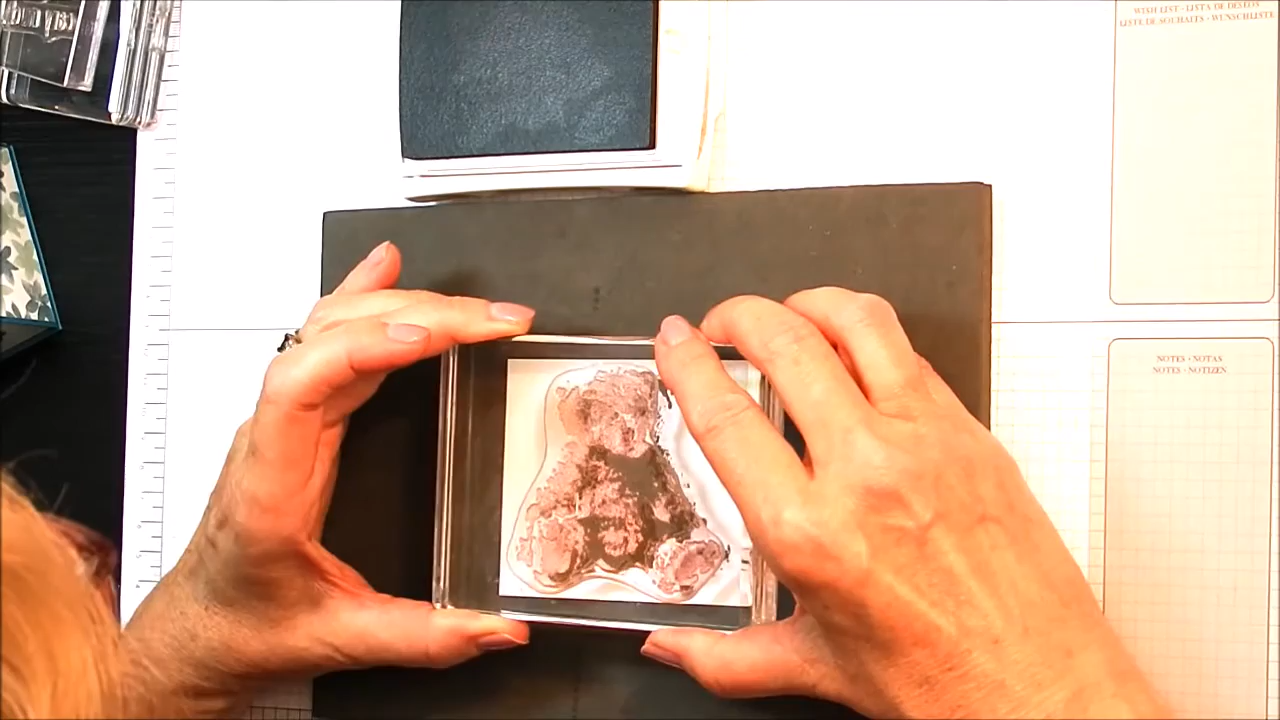 WISH LIST • LISTA DE DESEOS
LISTE DE SOUHAITS • WUNSCHLISTE
NOTES • NOTAS
NOTES • NOTIZEN